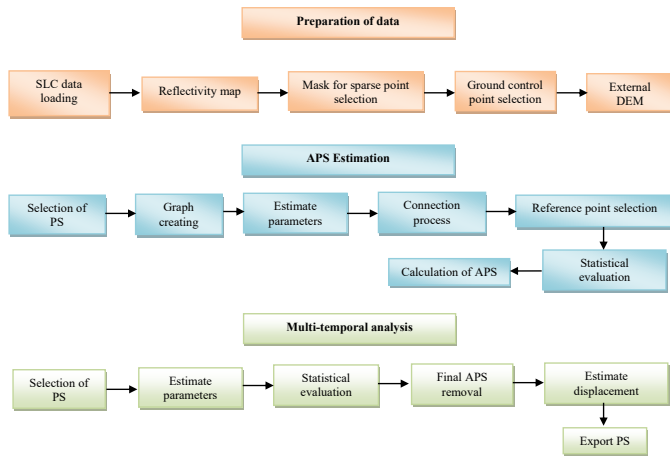 Preparation of data
SLC data
loading
Reflectivity map
Mask for sparse point
selection
Ground control
point selection
External
DEM
APS Estimation
Selection of
PS
Graph
creating
Estimate
parameters
Connection
process
Reference point selection
Statistical
evaluation
Calculation of APS
Multi-temporal analysis
Selection of
PS
Estimate
parameters
Statistical
evaluation
Final APS
removal
Estimate
displacement
Export PS